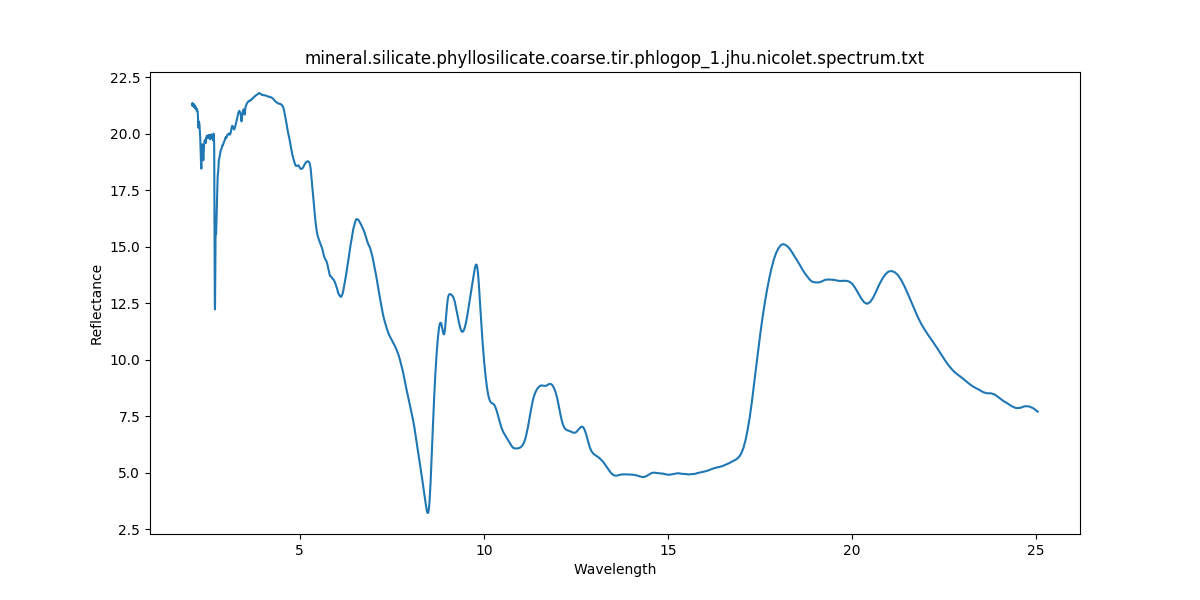 mineral.silicate.phyllosilicate.coarse.tir.phlogop_1.jhu.nicolet.spectrum.txt
22.5
20.0
17.5
15.0
12.5
10.0
7.5
5.0
2.5
Reflectance
5 10 15 20 25
Wavelength